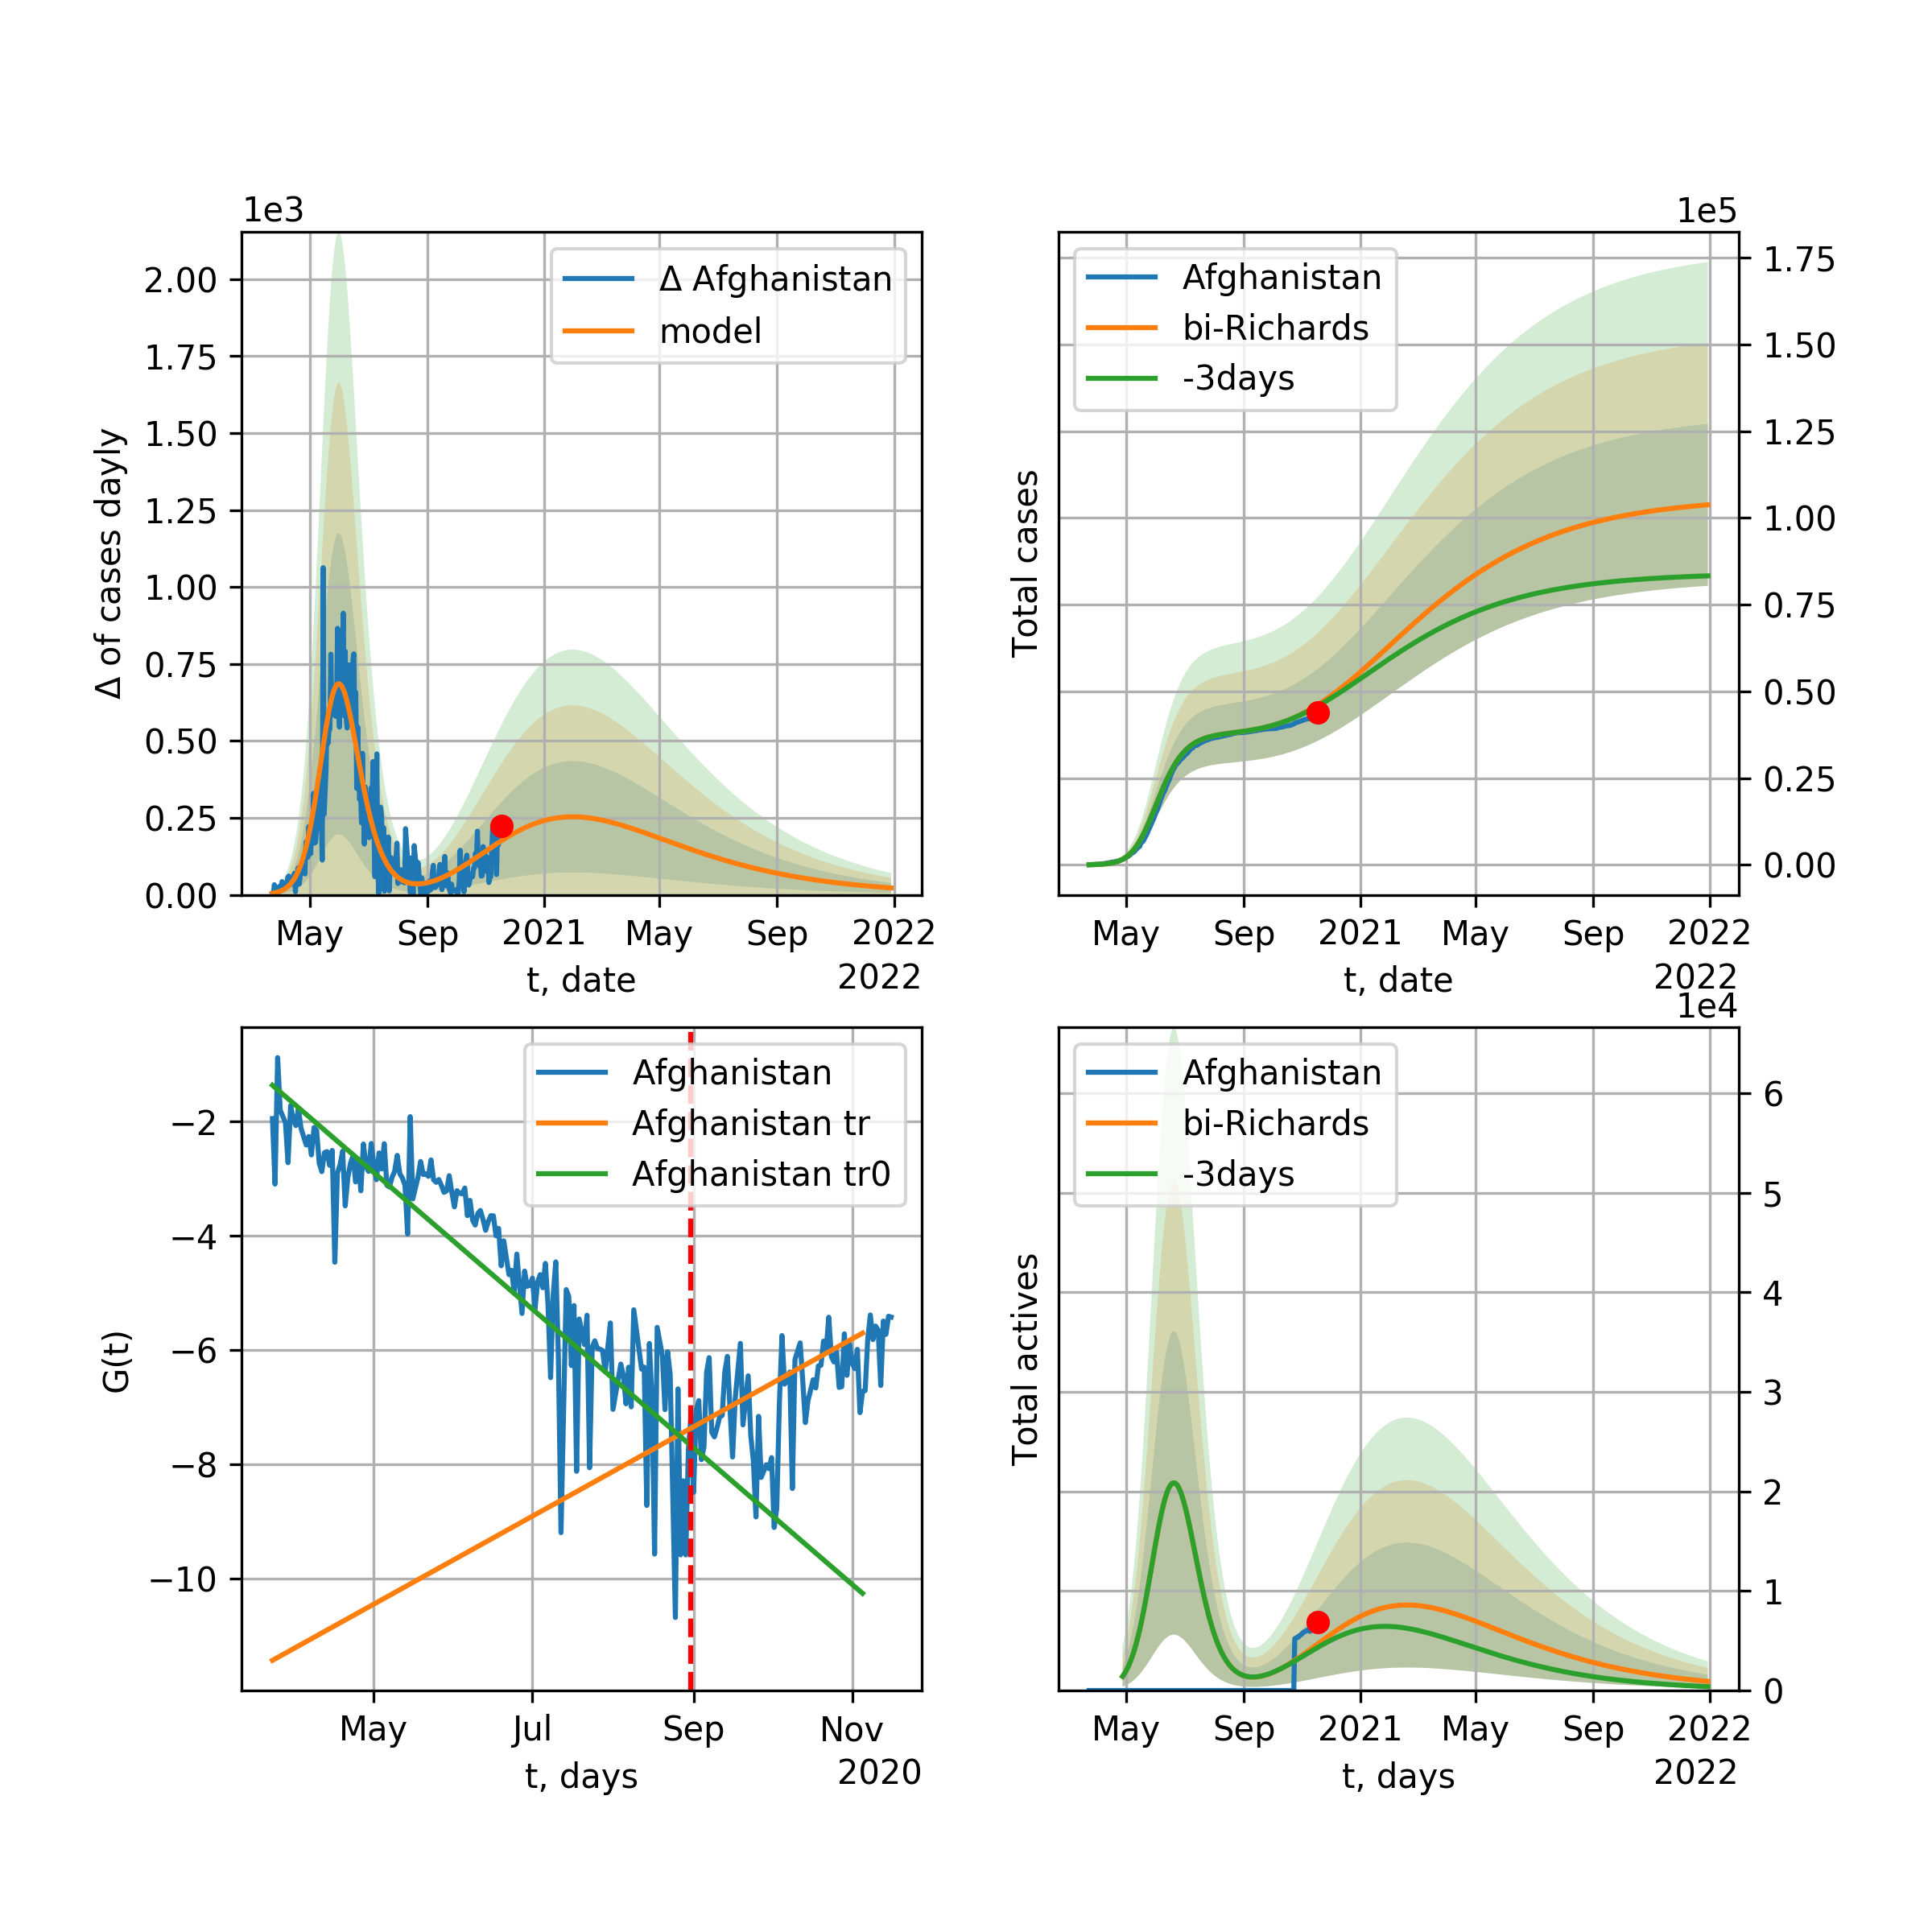 1e3
Δ of cases dayly
2.00
1.75
1.50
1.25
1.00
0.75
0.50
0.25
0.00
Δ Afghanistan
model
May Sep 2021 May Sep 2022
t, date
2022
1e5
Total cases
Afghanistan
bi-Richards
-3days
1.75
1.50
1.25
1.00
0.75
0.50
0.25
0.00
May Sep 2021 May Sep 2022
t, date
2022
G(t)
−2
−4
−6
−8
−10
Afghanistan
Afghanistan tr
Afghanistan tr0
May Jul Sep Nov
t, days
2020
1e4
Total actives
Afghanistan
bi-Richards
-3days
6
5
4
3
2
1
0
May Sep 2021 May Sep 2022
t, days
2022